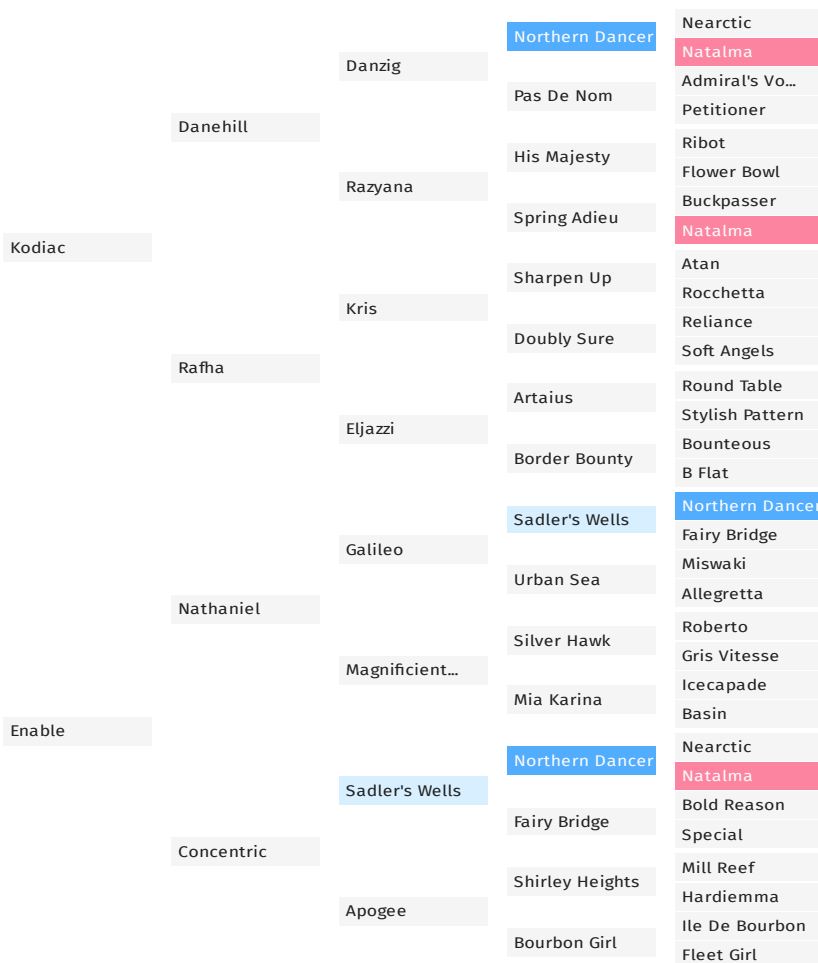 Kodiac
Danehill
Danzig
Northern Dancer
Nearctic
Natalma
Pas De Nom
Admiral's Vo...
Petitioner
Razyana
His Majesty
Ribot
Flower Bowl
Spring Adieu
Buckpasser
Natalma
Rafha
Kris
Sharpen Up
Atan
Rocchetta
Doubly Sure
Reliance
Soft Angels
Eljazzi
Artaius
Round Table
Stylish Pattern
Border Bounty
Bounteous
B Flat
Enable
Nathaniel
Galileo
Sadler's Wells
Northern Dancer
Fairy Bridge
Urban Sea
Miswaki
Allegretta
Magnificient...
Silver Hawk
Roberto
Gris Vitesse
Mia Karina
Icecapade
Basin
Concentric
Sadler's Wells
Northern Dancer
Nearctic
Natalma
Fairy Bridge
Bold Reason
Special
Apogee
Shirley Heights
Mill Reef
Hardiemma
Bourbon Girl
Ile De Bourbon
Fleet Girl